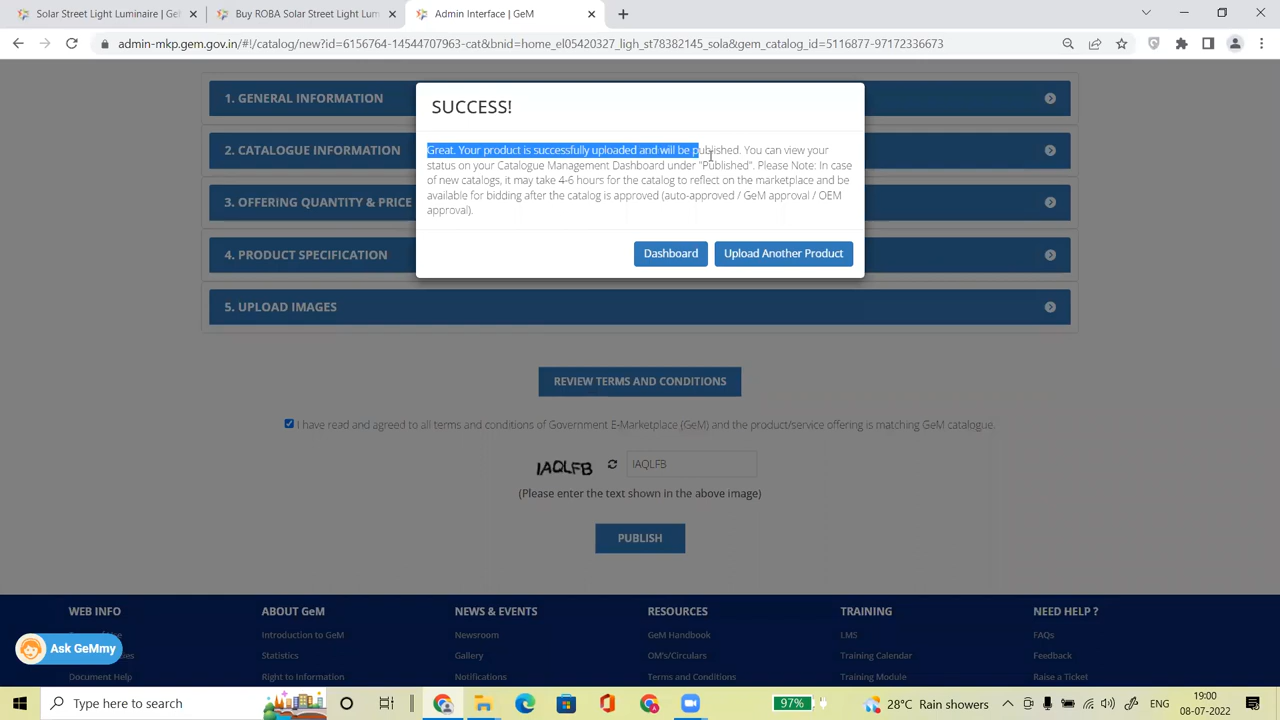 Solar Street Light Luminaire | Gel
Buy ROBA Solar Street Light Lum
Admin Interface | GeM
admin-mkp.gem.gov.in/#!/catalog/new?id=6156764-14544707963-cat&bnid=home_el05420327_ligh_st78382145_sola&gem_catalog_id=5116877-97172336673
1. GENERAL INFORMATION
2. CATALOGUE INFORMATION
3. OFFERING QUANTITY & PRICE
4. PRODUCT SPECIFICATION
5. UPLOAD IMAGES
SUCCESS!
Great. Your product is successfully uploaded and will be published. You can view your
status on your Catalogue Management Dashboard under "Published". Please Note: In case
of new catalogs, it may take 4-6 hours for the catalog to reflect on the marketplace and be
available for bidding after the catalog is approved (auto-approved / GeM approval / OEM
approval).
Dashboard
Upload Another Product
REVIEW TERMS AND CONDITIONS
I have read and agreed to all terms and conditions of Government E-Marketplace (GeM) and the product/service offering is matching GeM catalogue.
IAQLFB
IAQLFB
(Please enter the text shown in the above image)
PUBLISH
WEB INFO
ABOUT GeM
NEWS & EVENTS
RESOURCES
TRAINING
NEED HELP ?
Introduction to GeM
Newsroom
GeM Handbook
LMS
FAQs
Ask GeMmy
Statistics
Gallery
OM's/Circulars
Training Calendar
Feedback
Document Help
Right to Information
Notifications
Terms and Conditions
Training Module
Raise a Ticket
Type here to search
97%
28°C Rain showers
ENG
19:00
08-07-2022